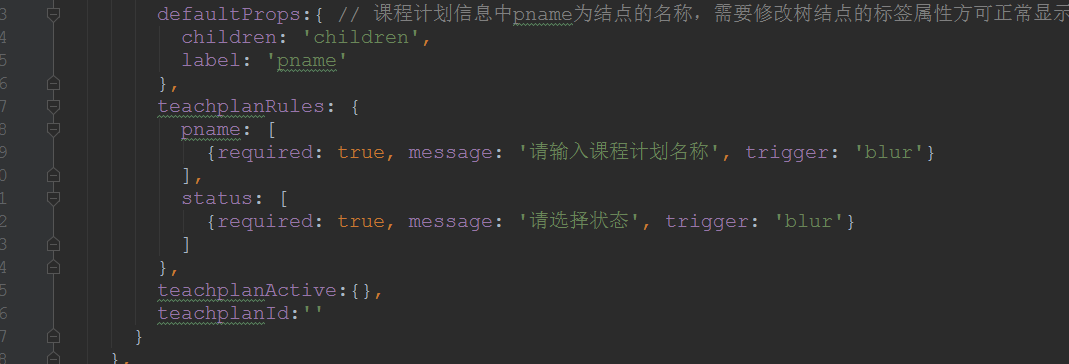 3 defaultProps:{ // 课程计划信息中pname为结点的名称，需要修改树结点的标签属性方可正常显示
4 children: 'children',
5 label: 'pname'
6 },
7 teachplanRules: {
8 pname: [
9 {required: true, message: '请输入课程计划名称', trigger: 'blur'}
0 ],
1 status: [
2 {required: true, message: '请选择状态', trigger: 'blur'}
3 ]
4 },
5 teachplanActive:{},
6 teachplanId:''
7 }
8 },